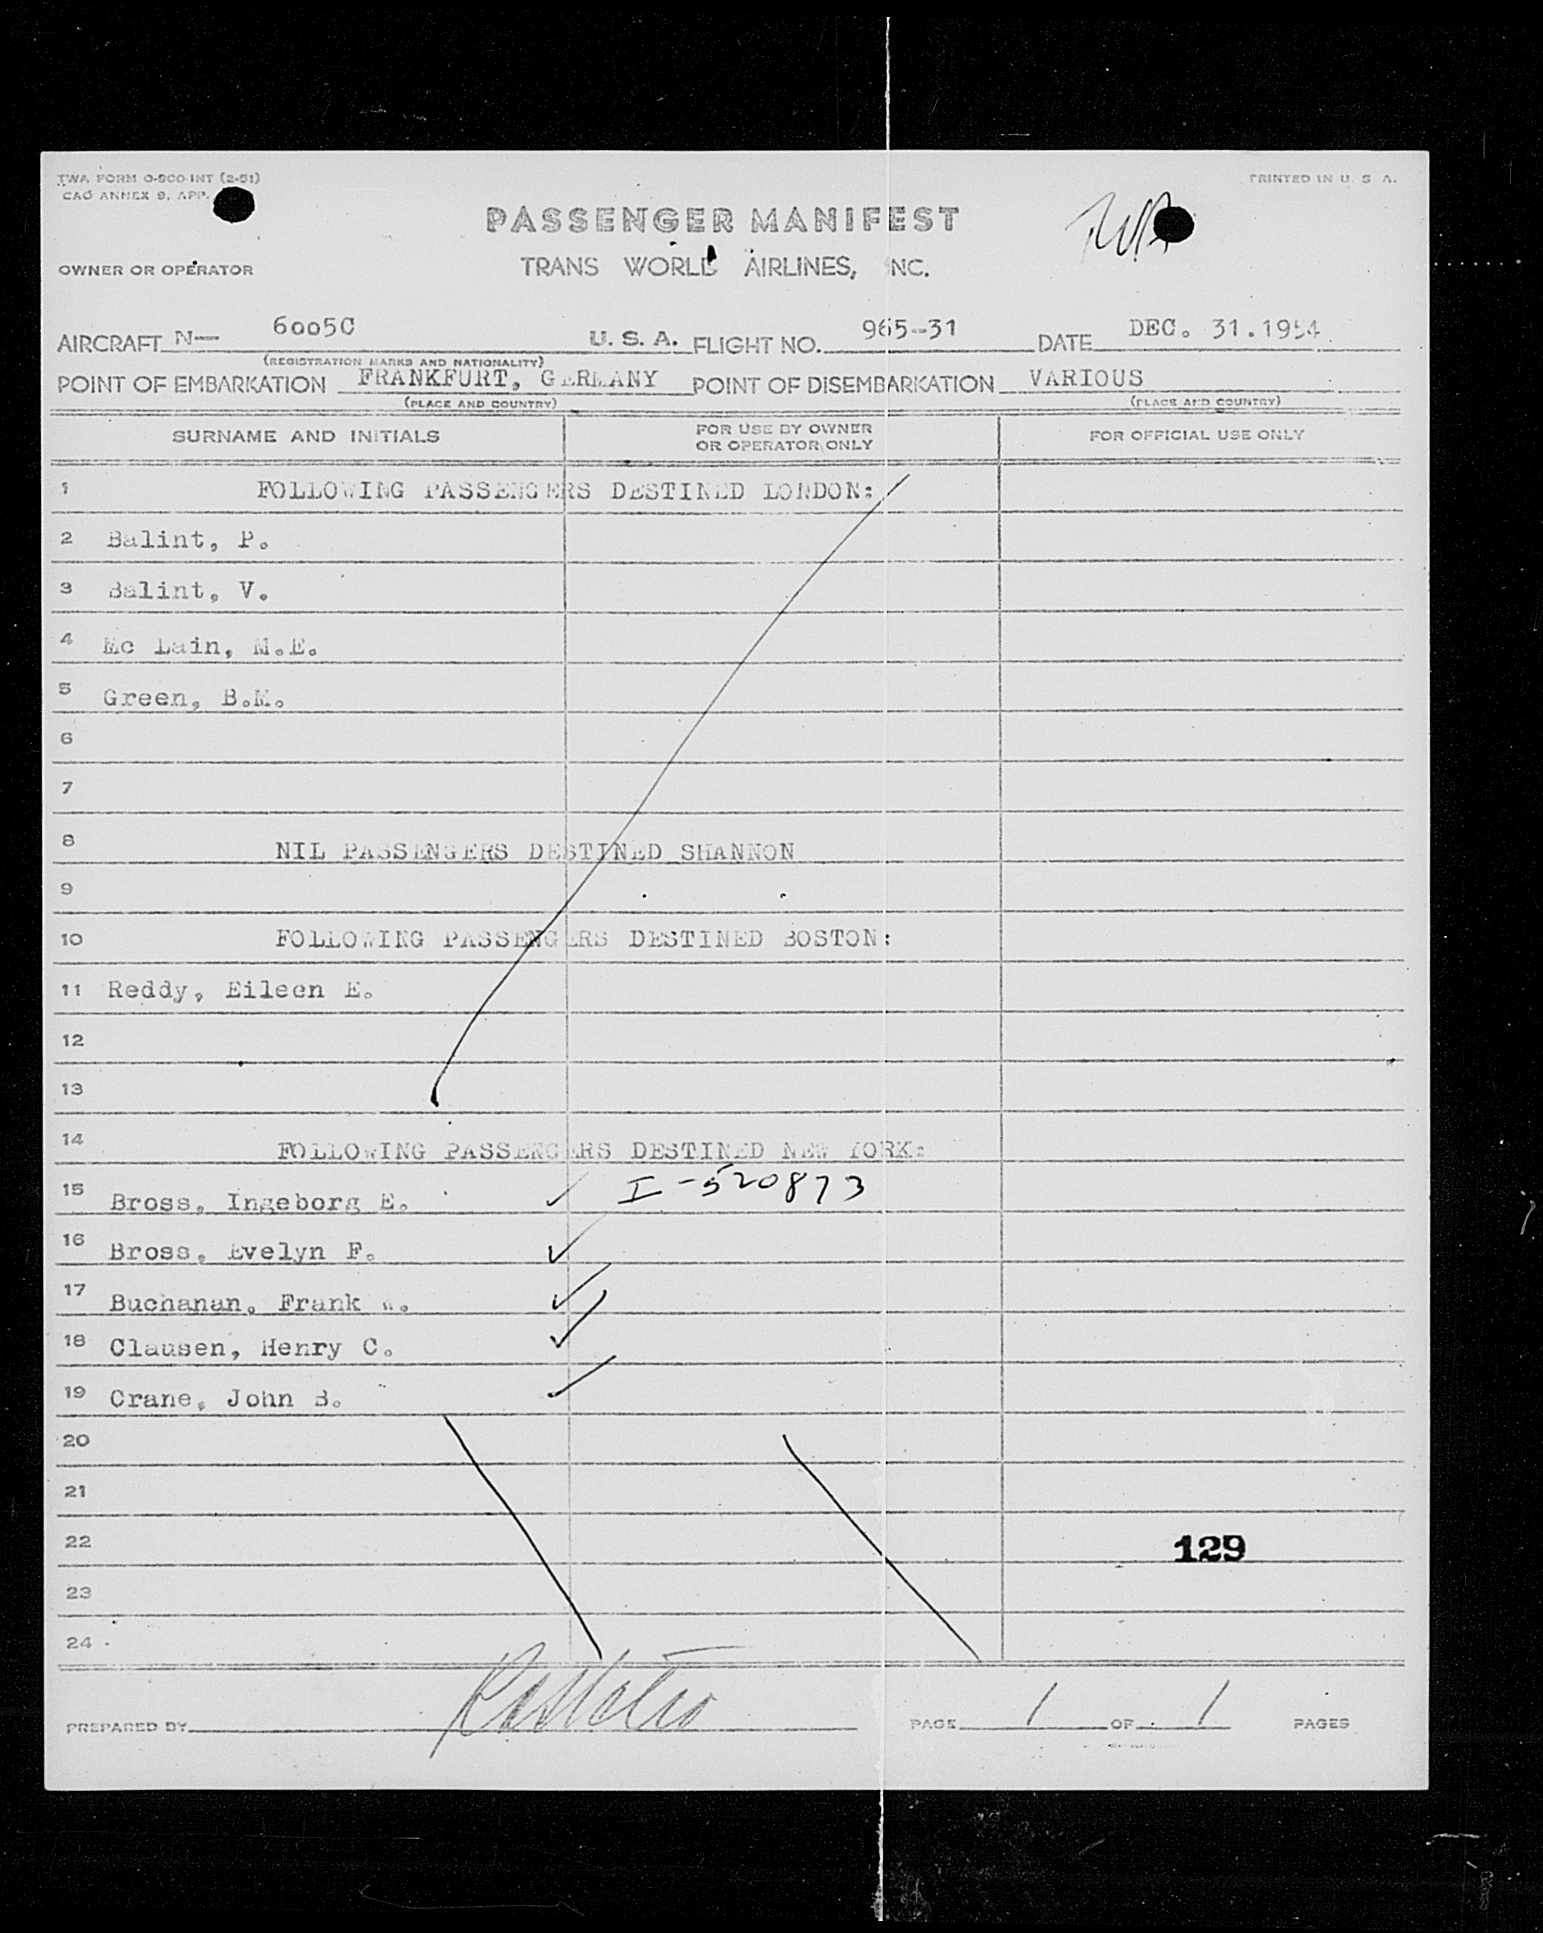 TWA FORM O-900-INT (2-51)
CAO ANNEX 9, APP.
PRINTED IN U. S. A.
PASSENGER MANIFEST
OWNER OR OPERATOR
TRANS WORLD AIRLINES, INC.
AIRCRAFT N— 6005C U. S. A. FLIGHT NO. 965-31 DATE DEC. 31.1954
(REGISTRATION MARKS AND NATIONALITY)
POINT OF EMBARKATION FRANKFURT, GERMANY POINT OF DISEMBARKATION VARIOUS
(PLACE AND COUNTRY) (PLACE AND COUNTRY)
SURNAME AND INITIALS FOR USE BY OWNER OR OPERATOR ONLY FOR OFFICIAL USE ONLY
1 FOLLOWING PASSENGERS DESTINED LONDON:
2 Balint, P.
3 Balint, V.
4 Mc Lain, M.E.
5 Green, B.M.
6
7
8 NIL PASSENGERS DESTINED SHANNON
9
10 FOLLOWING PASSENGERS DESTINED BOSTON:
11 Reddy, Eileen E.
12
13
14 FOLLOWING PASSENGERS DESTINED NEW YORK:
15 Bross, Ingeborg E. ✓ I-520873
16 Bross, Evelyn F. ✓
17 Buchanan, Frank W. ✓
18 Clausen, Henry C. ✓
19 Crane, John B. ✓
20
21
22 129
23
24
PREPARED BY PAGE 1 OF 1 PAGES